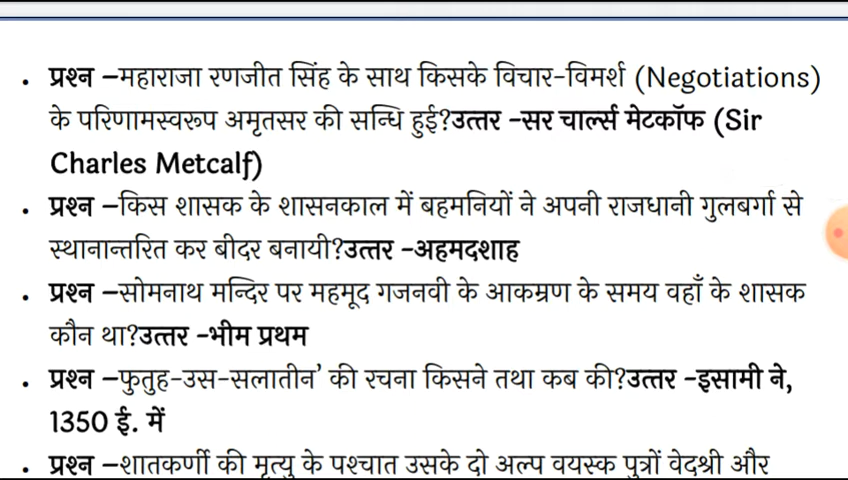 • प्रश्न –महाराजा रणजीत सिंह के साथ किसके विचार-विमर्श (Negotiations)
के परिणामस्वरूप अमृतसर की सन्धि हुई?उत्तर -सर चार्ल्स मेटकॉफ (Sir
Charles Metcalf)
• प्रश्न –किस शासक के शासनकाल में बहमनियों ने अपनी राजधानी गुलबर्गा से
स्थानान्तरित कर बीदर बनायी?उत्तर -अहमदशाह
• प्रश्न –सोमनाथ मन्दिर पर महमूद गजनवी के आकम्रण के समय वहाँ के शासक
कौन था?उत्तर -भीम प्रथम
• प्रश्न –फुतुह-उस-सलातीन’ की रचना किसने तथा कब की?उत्तर -इसामी ने,
1350 ई. में
• प्रश्न –शातकर्णी की मृत्यु के पश्चात उसके दो अल्प वयस्क पुत्रों वेदश्री और